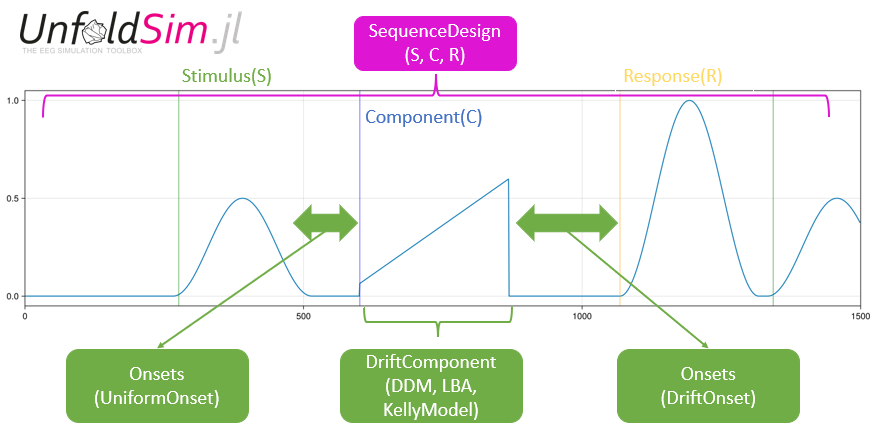 UnfoldSim.jl
THE EEG SIMULATION TOOLBOX
SequenceDesign
(S, C, R)
Stimulus(S)
Response(R)
Component(C)
1.0
0.5
0.0
0
500
1000
1500
Onsets
(UniformOnset)
DriftComponent
(DDM, LBA,
KellyModel)
Onsets
(DriftOnset)